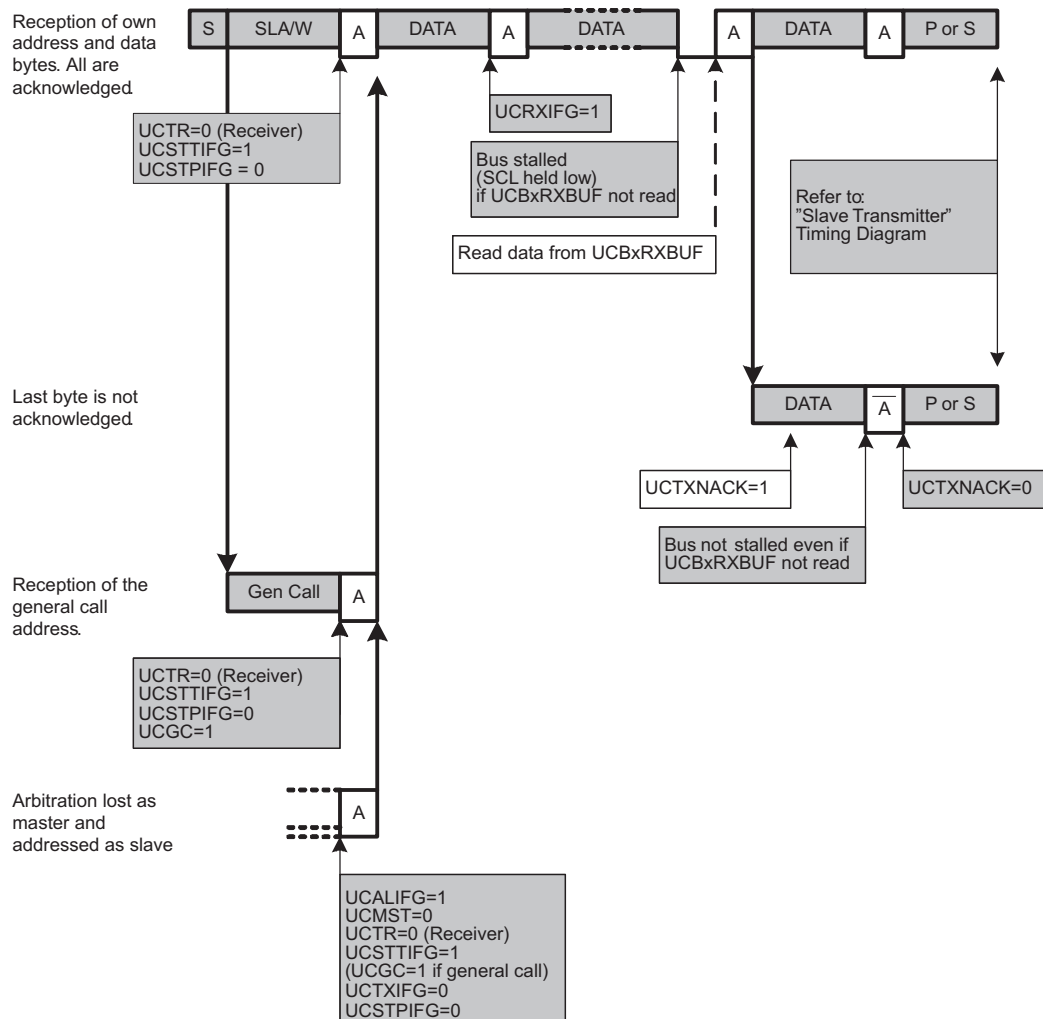 Reception of own
address and data
bytes. All are
acknowledged.
S SLA/W A DATA A DATA A DATA A P or S
UCTR=0 (Receiver)
UCSTTIFG=1
UCSTPIFG = 0
UCRXIFG=1
Bus stalled
(SCL held low)
if UCBxRXBUF not read
Read data from UCBxRXBUF
Refer to:
”Slave Transmitter”
Timing Diagram
Last byte is not
acknowledged.
DATA A P or S
UCTXNACK=1
UCTXNACK=0
Bus not stalled even if
UCBxRXBUF not read
Reception of the
general call
address.
Gen Call A
UCTR=0 (Receiver)
UCSTTIFG=1
UCSTPIFG=0
UCGC=1
Arbitration lost as
master and
addressed as slave
A
UCALIFG=1
UCMST=0
UCTR=0 (Receiver)
UCSTTIFG=1
(UCGC=1 if general call)
UCTXIFG=0
UCSTPIFG=0